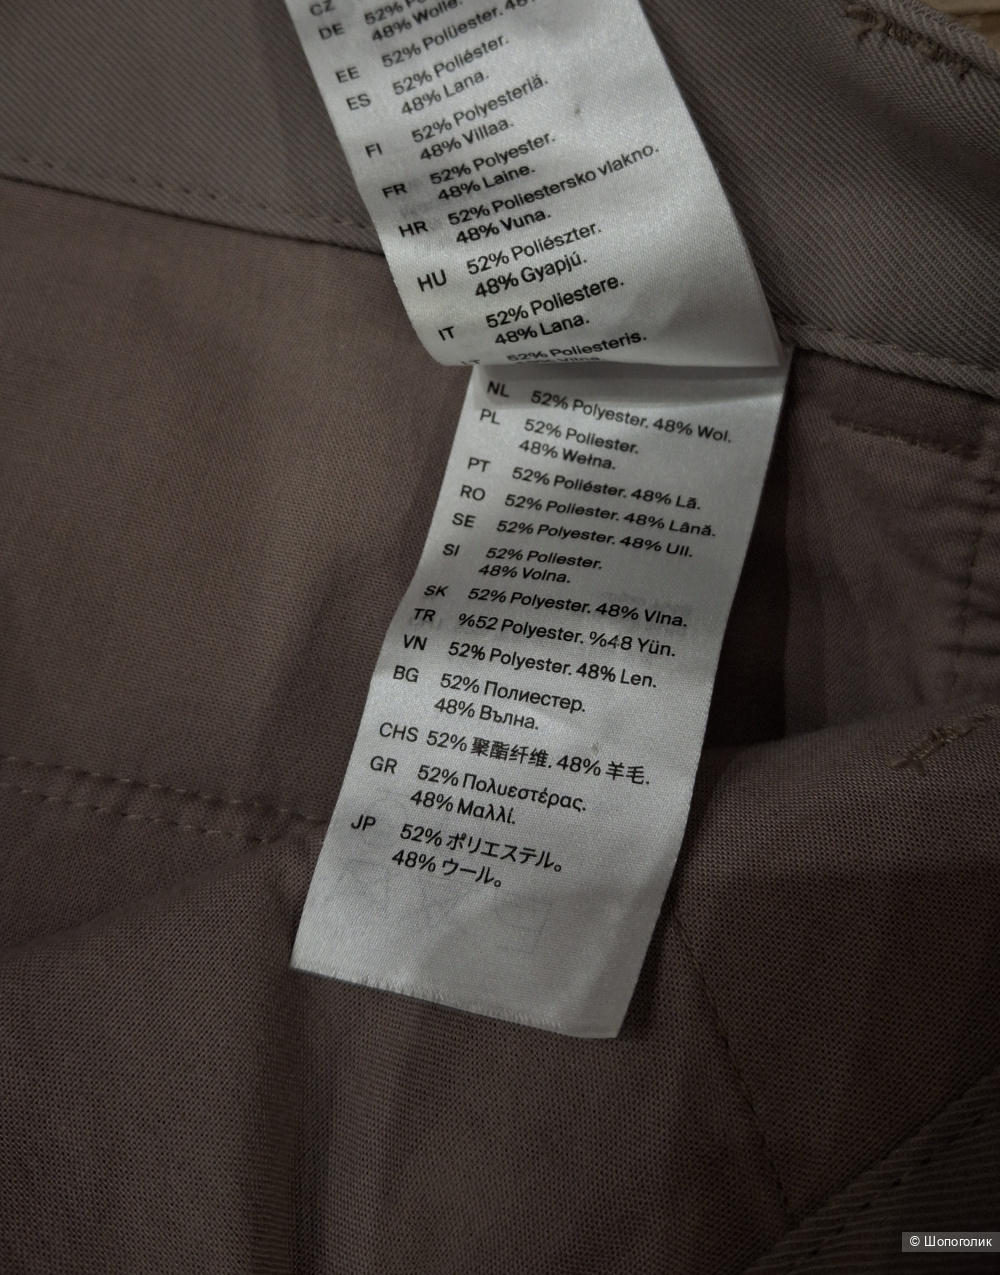 CZ 52%
DE 48% Wolle.
EE 52% Polüester. 48%
ES 52% Poliéster.
48% Lana.
FI 52% Polyesteriä.
48% Villaa.
FR 52% Polyester.
48% Laine.
HR 52% Poliestersko vlakno.
48% Vuna.
HU 52% Poliészter.
48% Gyapjú.
IT 52% Poliestere.
48% Lana.
LT 52% Poliesteris.
NL 52% Polyester. 48% Wol.
PL 52% Poliester.
48% Wełna.
PT 52% Poliéster. 48% Lã.
RO 52% Poliester. 48% Lână.
SE 52% Polyester. 48% Ull.
SI 52% Poliester.
48% Volna.
SK 52% Polyester. 48% Vlna.
TR %52 Polyester. %48 Yün.
VN 52% Polyester. 48% Len.
BG 52% Полиестер.
48% Вълна.
CHS 52% 聚酯纤维. 48% 羊毛.
GR 52% Πολυεστέρας.
48% Μαλλί.
JP 52% ポリエステル。
48% ウール。
© Шопоголик